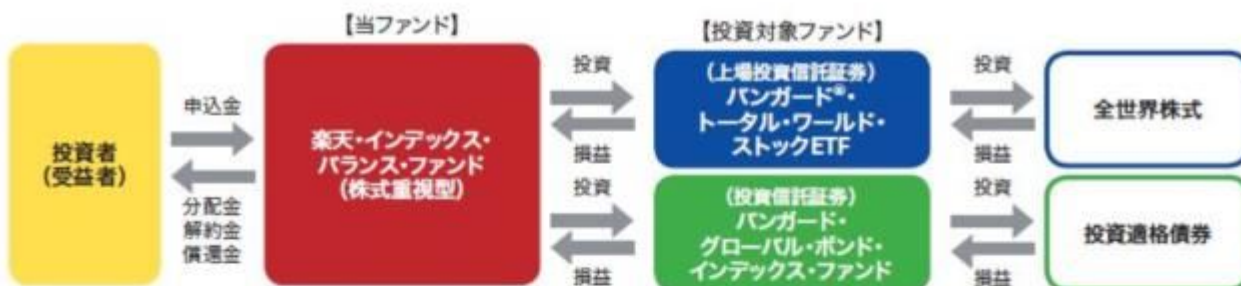 【当ファンド】
【投資対象ファンド】
投資者
(受益者)
申込金
分配金
解約金
償還金
楽天・インデックス・
バランス・ファンド
(株式重視型)
投資
損益
投資
損益
(上場投資信託証券)
バンガード®・
トータル・ワールド・
ストックETF
(投資信託証券)
バンガード・
グローバル・ボンド・
インデックス・ファンド
投資
損益
投資
損益
全世界株式
投資適格債券